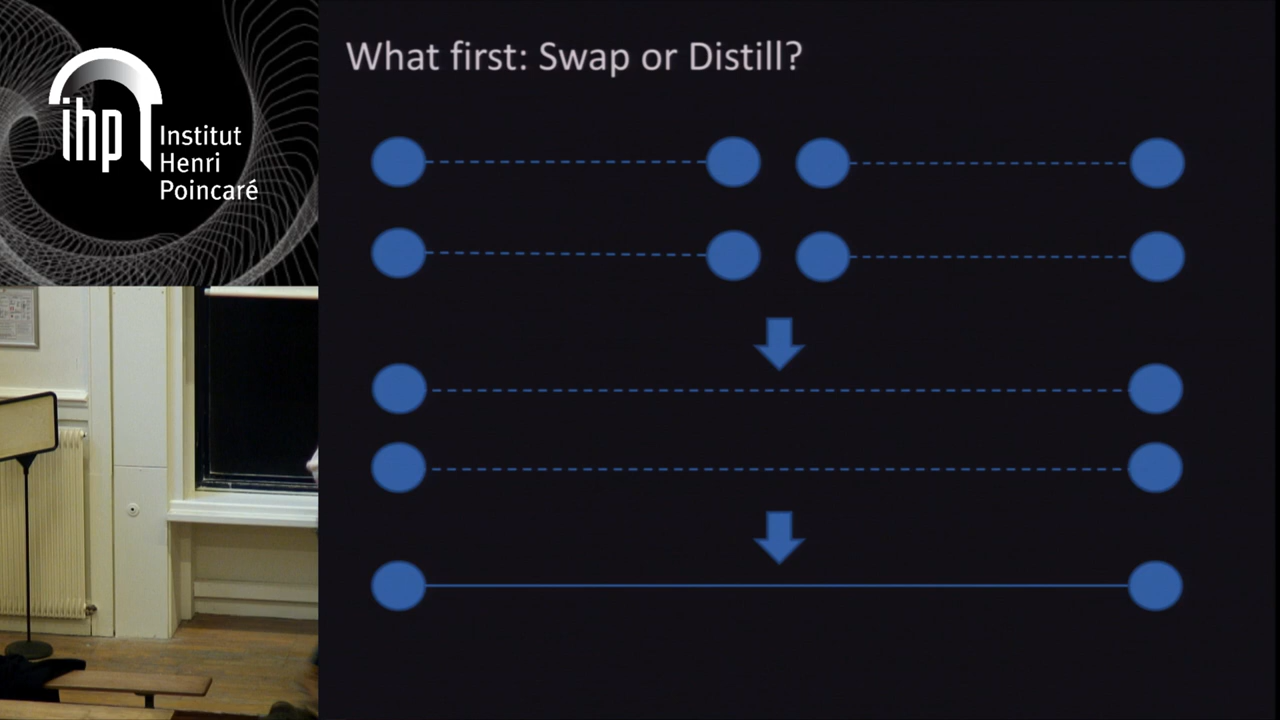 ihp
Institut
Henri
Poincaré
What first: Swap or Distill?